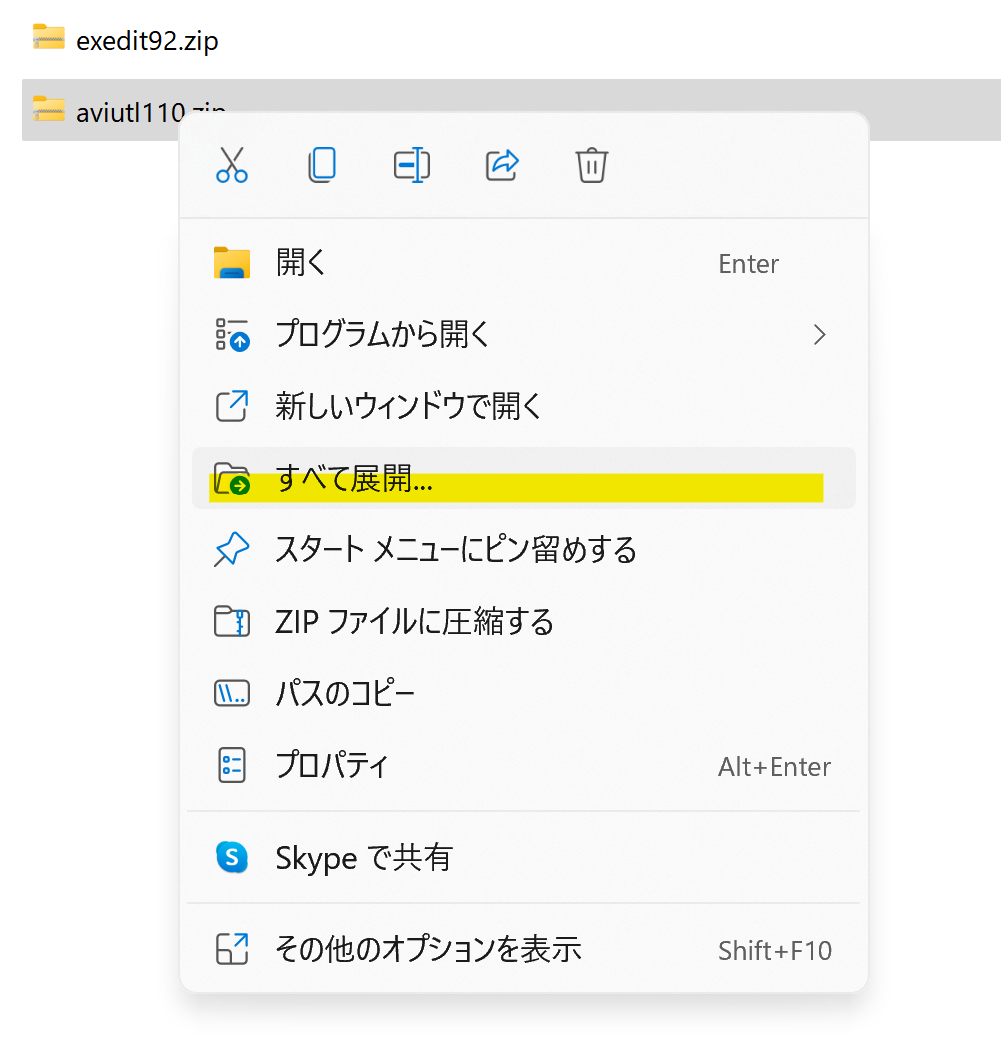 exedit92.zip
aviutl110.zip
開く Enter
プログラムから開く
新しいウィンドウで開く
すべて展開...
スタート メニューにピン留めする
ZIP ファイルに圧縮する
パスのコピー
プロパティ Alt+Enter
Skype で共有
その他のオプションを表示 Shift+F10